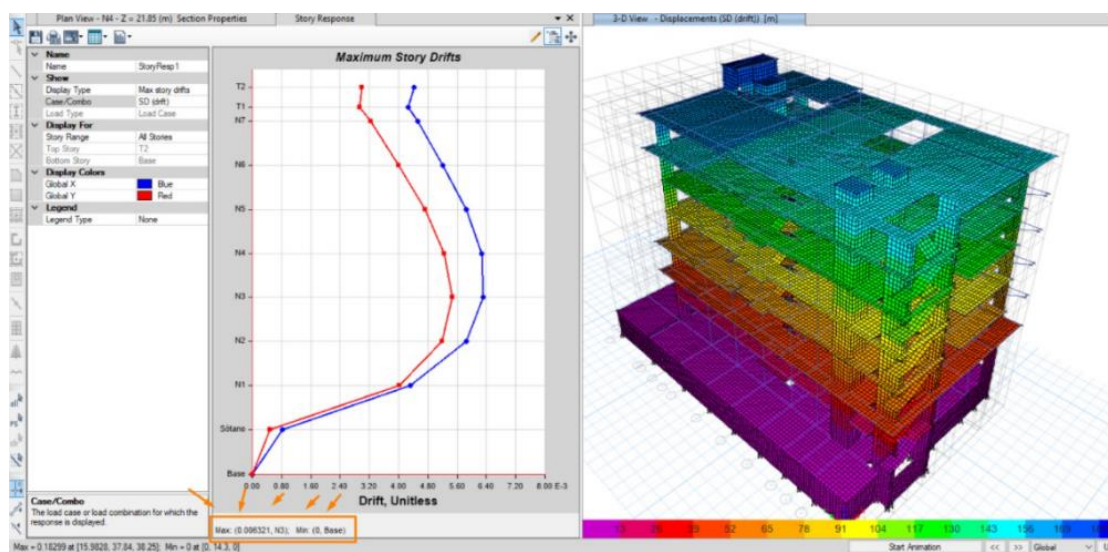 Plan View - N4 - Z = 21.85 (m) Section Properties
Story Response
3-D View - Displacements (SD (drift)) [m]
Name
Name StoryResp1
Show
Display Type Max story drifts
Case/Combo SD (drift)
Load Type Load Case
Display For
Story Range All Stories
Top Story T2
Bottom Story Base
Display Colors
Global X Blue
Global Y Red
Legend
Legend Type None
Maximum Story Drifts
T2
T1
N7
N6
N5
N4
N3
N2
N1
Sótano
Base
0.00 0.80 1.60 2.40 3.20 4.00 4.80 5.60 6.40 7.20 8.00 E-3
Drift, Unitless
Case/Combo
The load case or load combination for which the
response is displayed.
Max: (0.006321, N3); Min: (0, Base)
13 26 39 52 65 78 91 104 117 130 143 156
Max = 0.18299 at [15.9828, 37.84, 38.25]; Min = 0 at [0, 14.3, 0]
Start Animation
<< >>
Global